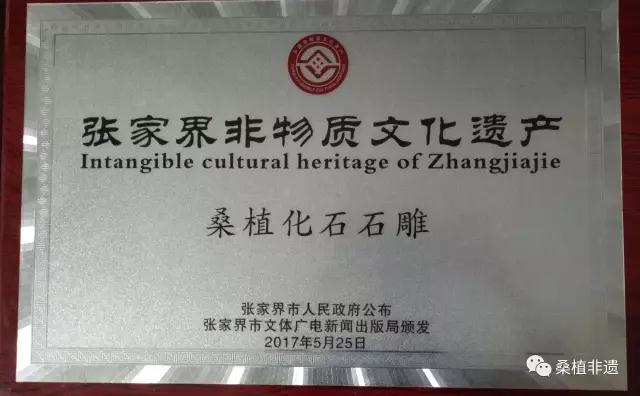 张家界非物质文化遗产
Intangible cultural heritage of Zhangjiajie
桑植化石石雕
张家界市人民政府公布
张家界市文体广电新闻出版局颁发
2017年5月25日
桑植非遗